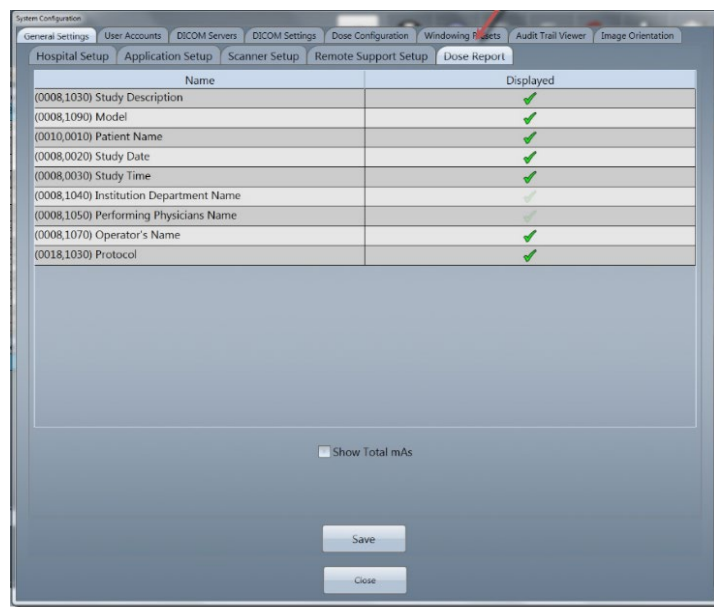 System Configuration
General Settings User Accounts DICOM Servers DICOM Settings Dose Configuration Windowing Presets Audit Trail Viewer Image Orientation
Hospital Setup Application Setup Scanner Setup Remote Support Setup Dose Report
Name Displayed
(0008,1030) Study Description
(0008,1090) Model
(0010,0010) Patient Name
(0008,0020) Study Date
(0008,0030) Study Time
(0008,1040) Institution Department Name
(0008,1050) Performing Physicians Name
(0008,1070) Operator's Name
(0018,1030) Protocol
Show Total mAs
Save
Close